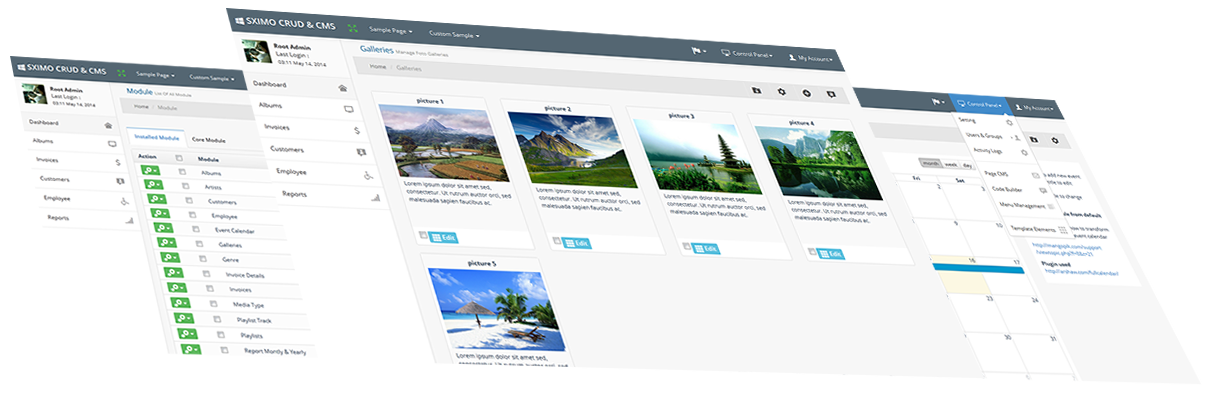 SXIMO CRUD & CMS
Sample Page
Custom Sample
Root Admin
Last Login :
03:11 May 14, 2014
Dashboard
Albums
Invoices
Customers
Employee
Reports
Module List Of All Module
Home / Module
Installed Module
Core Module
Action
Module
Albums
Artists
Customers
Employee
Event Calendar
Galleries
Genre
Invoice Details
Invoices
Media Type
Playlist Track
Playlists
Report Montly & Yearly
SXIMO CRUD & CMS
Sample Page
Custom Sample
Control Panel
My Account
Root Admin
Last Login :
03:11 May 14, 2014
Dashboard
Albums
Invoices
Customers
Employee
Reports
Galleries Manage Foto Galleries
Home / Galleries
picture 1
Lorem ipsum dolor sit amet, sed,
consectetur. Ut rutrum auctor orci, sed
malesuada sapien faucibus ac.
Edit
picture 2
Lorem ipsum dolor sit amet, sed,
consectetur. Ut rutrum auctor orci, sed
malesuada sapien faucibus ac.
Edit
picture 3
Lorem ipsum dolor sit amet, sed,
consectetur. Ut rutrum auctor orci, sed
malesuada sapien faucibus ac.
Edit
picture 4
Lorem ipsum dolor sit amet, sed,
consectetur. Ut rutrum auctor orci, sed
malesuada sapien faucibus ac.
Edit
picture 5
Lorem ipsum dolor sit amet, sed,
consectetur. Ut rutrum auctor orci, sed
malesuada sapien faucibus ac.
Control Panel
My Account
Setting
Users & Groups
Activity Logs
Page CMS
Code Builder
Menu Management
Template Elements
month week day
Fri
Sat
2
3
9
10
16
17
23
24
30
31
add new event
title to edit
to change
from default
to transform
event calendar
Plugin used
http://arshaw.com/fullcalendar/